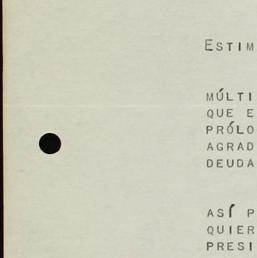 ESTIM
MÚLTI
QUE E
PRÓLO
AGRAD
DEUDA
ASÍ P
QUIER
PRESI